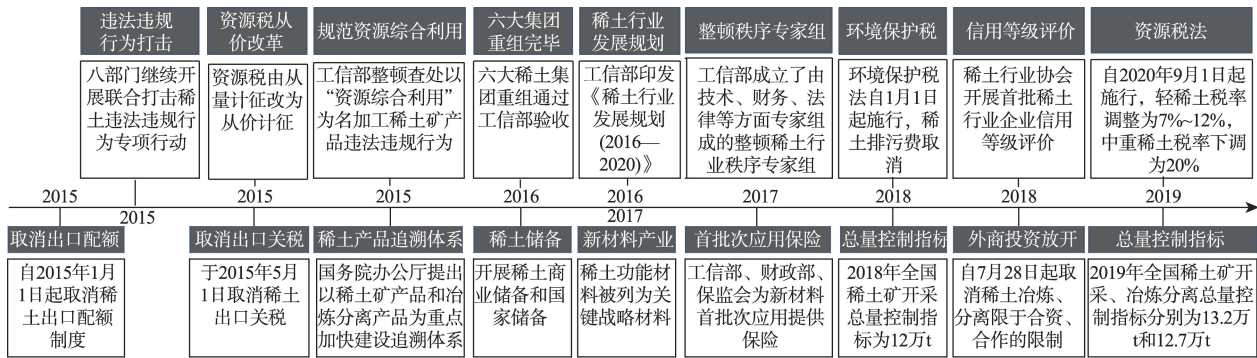 违法违规
行为打击
八部门继续开
展联合打击稀
土违法违规行
为专项行动
资源税从
价改革
资源税由从
量计征改为
从价计征
规范资源综合利用
工信部整顿查处以
“资源综合利用”
为名加工稀土矿产
品违法违规行为
六大集团
重组完毕
六大稀土集
团重组通过
工信部验收
稀土行业
发展规划
工信部印发
《稀土行业
发展规划
(2016—
2020)》
整顿秩序专家组
工信部成立了由
技术、财务、法
律等方面专家组
成的整顿稀土行
业秩序专家组
环境保护税
环境保护税
法自1月1日
起施行，稀
土排污费取
消
信用等级评价
稀土行业协会
开展首批稀土
行业企业信用
等级评价
资源税法
自2020年9月1日起
施行，轻稀土税率
调整为7%~12%，
中重稀土税率下调
为20%
2015
2015
2015
2015
2016
2016
2017
2017
2018
2018
2019
取消出口配额
自2015年1月
1日起取消稀
土出口配额
制度
取消出口关税
于2015年5月
1日取消稀土
出口关税
稀土产品追溯体系
国务院办公厅提出
以稀土矿产品和冶
炼分离产品为重点
加快建设追溯体系
稀土储备
开展稀土商
业储备和国
家储备
新材料产业
稀土功能材
料被列为关
键战略材料
首批次应用保险
工信部、财政部、
保监会为新材料
首批次应用提供
保险
总量控制指标
2018年全国
稀土矿开采
总量控制指
标为12万t
外商投资放开
自7月28日起取
消稀土冶炼、
分离限于合资、
合作的限制
总量控制指标
2019年全国稀土矿开
采、冶炼分离总量控
制指标分别为13.2万
t和12.7万t